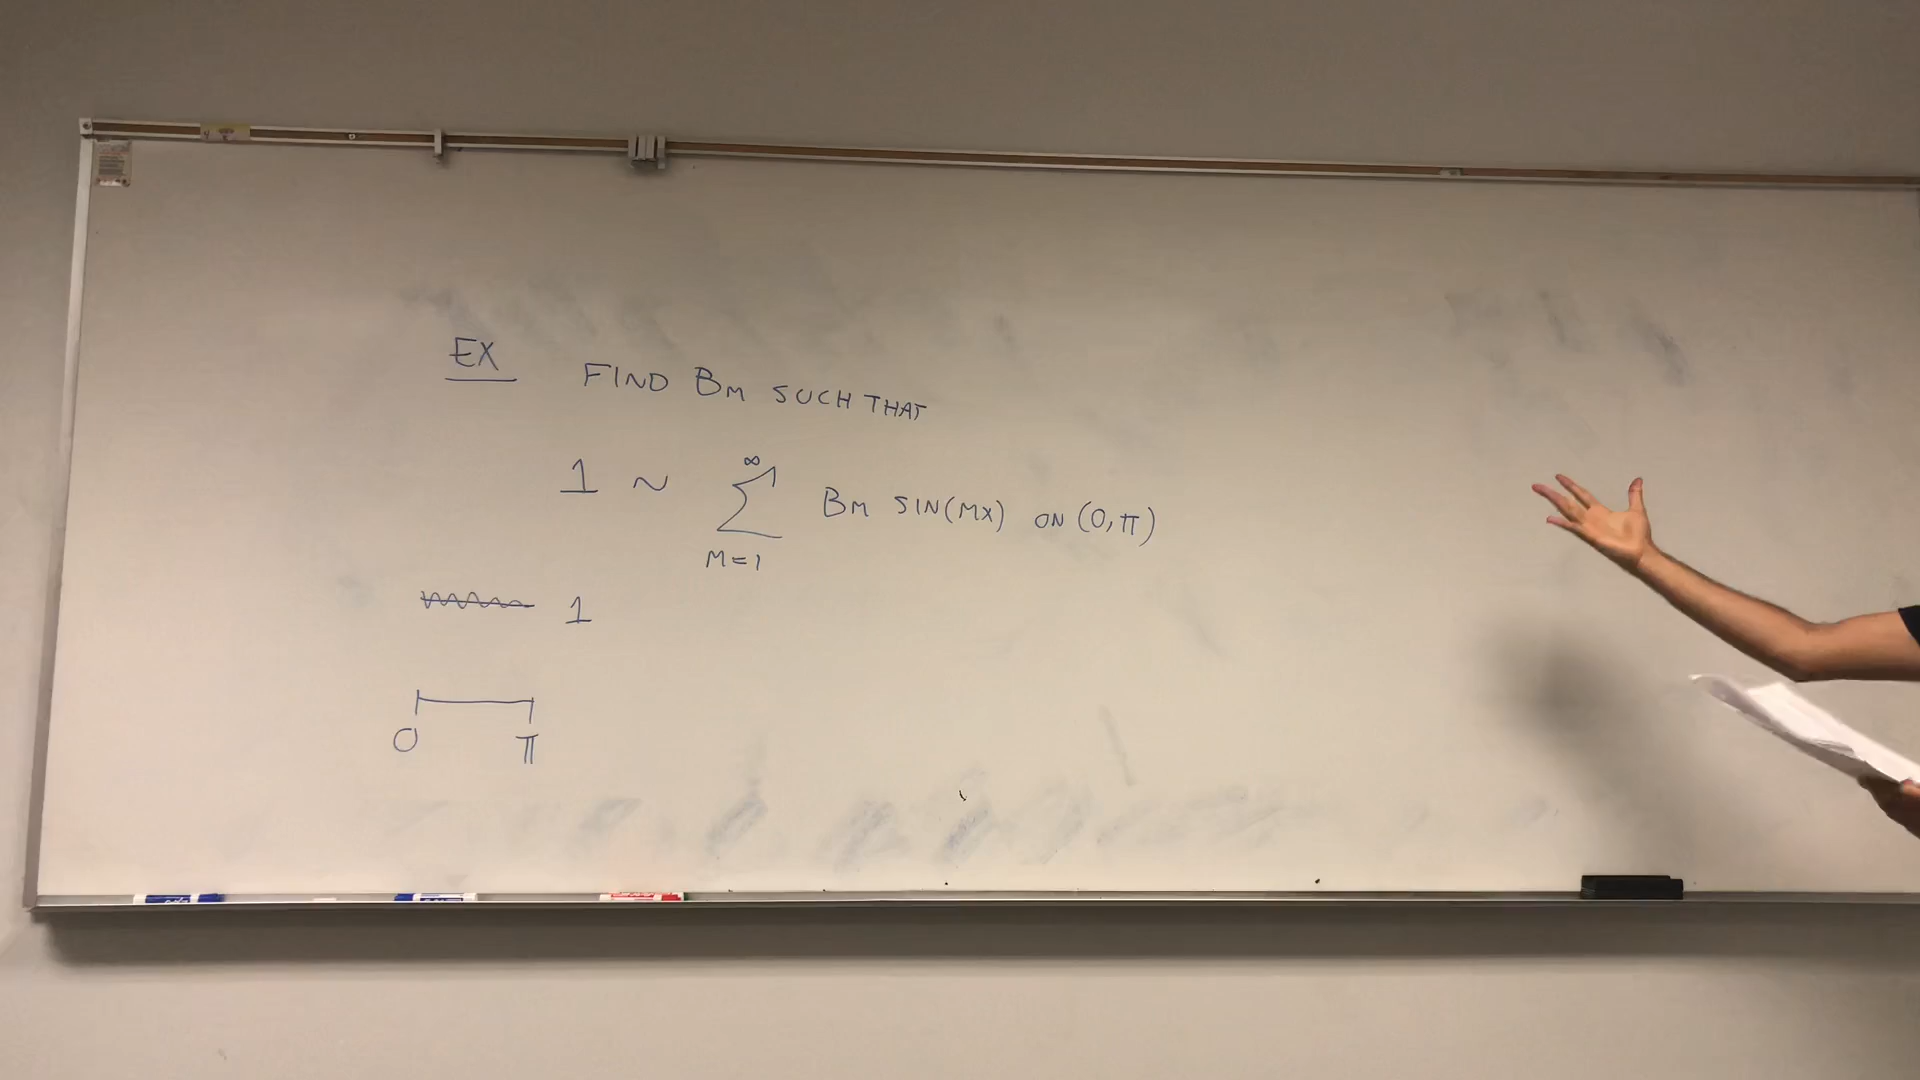 EX FIND BM SUCH THAT
1 ~ ∞ ∑ M=1 BM SIN(MX) ON (0,π)
1
0 π